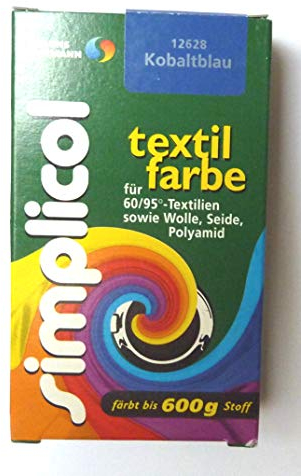 12628
Kobaltblau
simplicol
textil
farbe
für
60/95°-Textilien
sowie Wolle, Seide,
Polyamid
färbt bis 600g Stoff